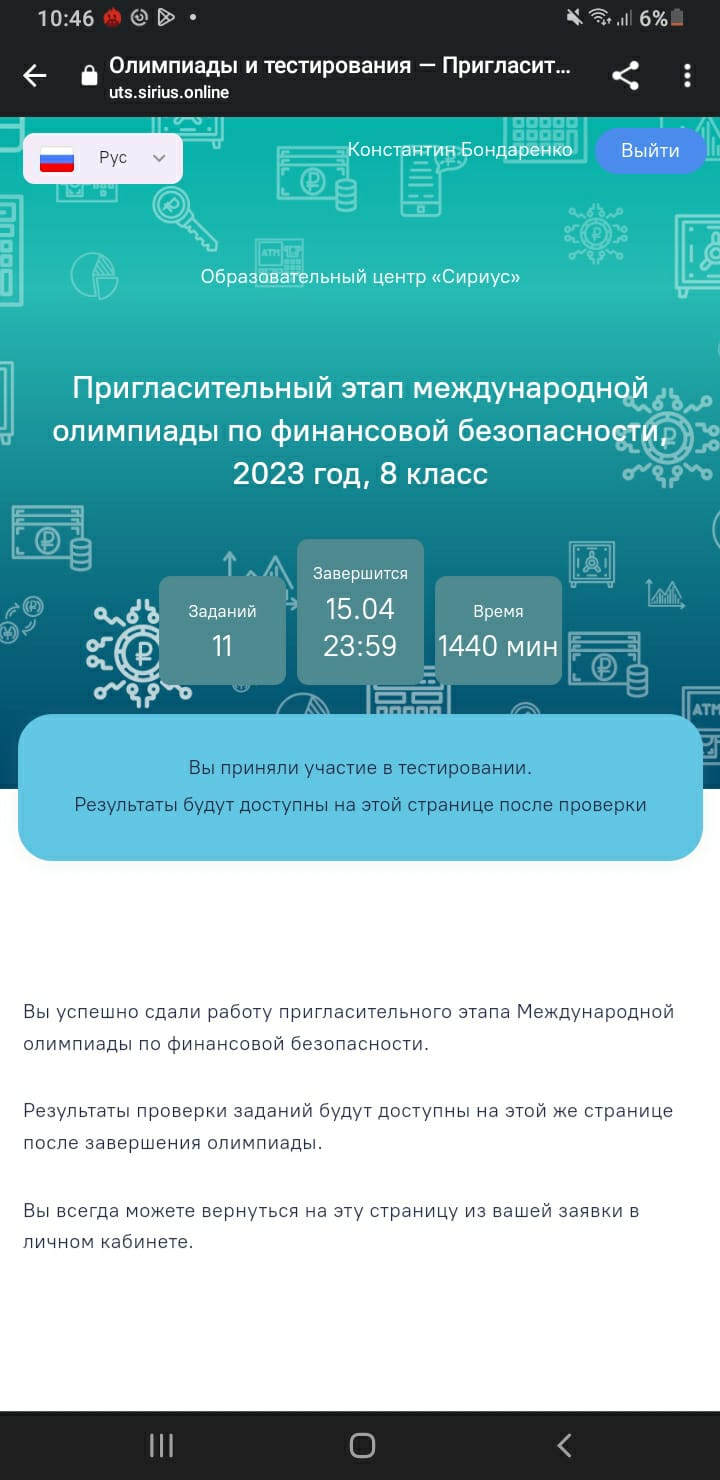 10:46
6%
Олимпиады и тестирования — Пригласит...
uts.sirius.online
Рус
Константин Бондаренко
Выйти
Образовательный центр «Сириус»
Пригласительный этап международной
олимпиады по финансовой безопасности,
2023 год, 8 класс
Заданий
11
Завершится
15.04
23:59
Время
1440 мин
ATM
ATM
Вы приняли участие в тестировании.
Результаты будут доступны на этой странице после проверки
Вы успешно сдали работу пригласительного этапа Международной
олимпиады по финансовой безопасности.
Результаты проверки заданий будут доступны на этой же странице
после завершения олимпиады.
Вы всегда можете вернуться на эту страницу из вашей заявки в
личном кабинете.